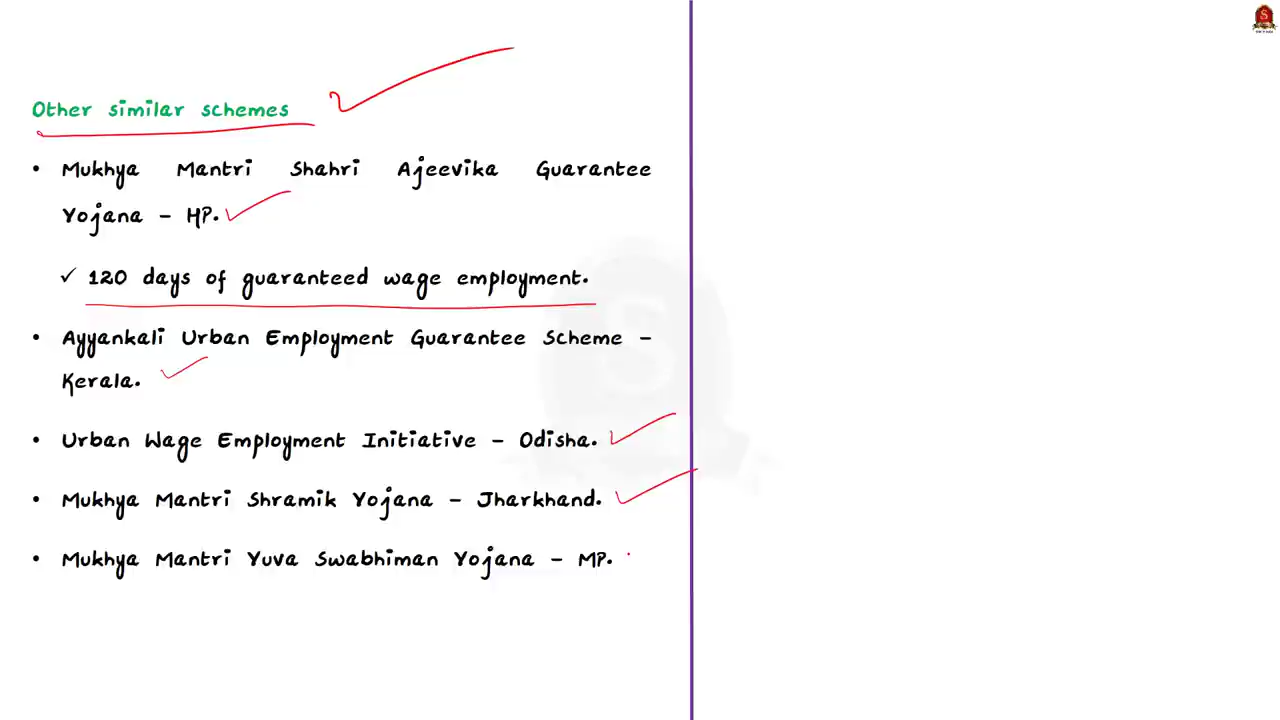 Other similar schemes
• Mukhya Mantri Shahri Ajeevika Guarantee
Yojana - HP.
✓ 120 days of guaranteed wage employment.
• Ayyankali Urban Employment Guarantee Scheme -
Kerala.
• Urban Wage Employment Initiative - Odisha.
• Mukhya Mantri Shramik Yojana - Jharkhand.
• Mukhya Mantri Yuva Swabhiman Yojana - MP.